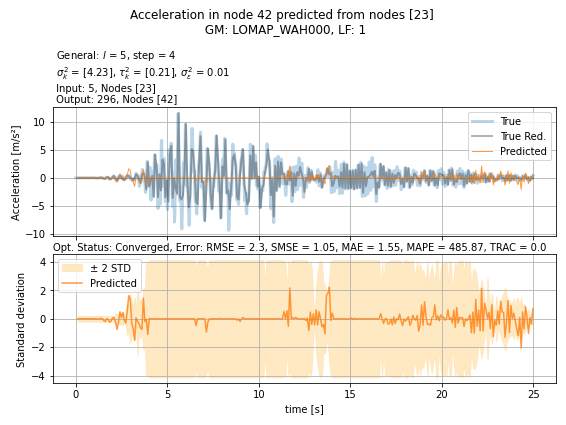 Acceleration in node 42 predicted from nodes [23]
GM: LOMAP_WAH000, LF: 1
General: l = 5, step = 4
σ²ₖ = [4.23], τ²ₖ = [0.21], σ²ε = 0.01
Input: 5, Nodes [23]
Output: 296, Nodes [42]
Acceleration [m/s²]
10
5
0
−5
−10
True
True Red.
Predicted
Opt. Status: Converged, Error: RMSE = 2.3, SMSE = 1.05, MAE = 1.55, MAPE = 485.87, TRAC = 0.0
Standard deviation
4
2
0
−2
−4
± 2 STD
Predicted
0 5 10 15 20 25
time [s]